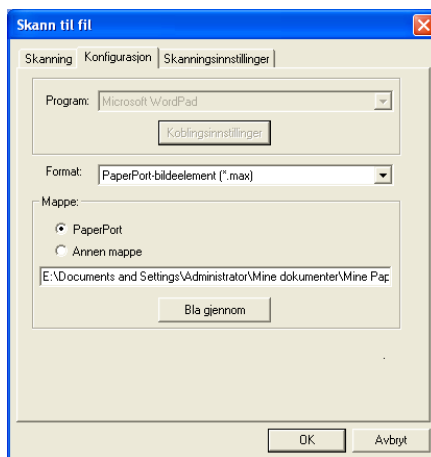 Skann til fil
Skanning Konfigurasjon Skanningsinnstillinger
Program: Microsoft WordPad
Koblingsinnstillinger
Format: PaperPort-bildeelement (*.max)
Mappe:
PaperPort
Annen mappe
E:\Documents and Settings\Administrator\Mine dokumenter\Mine Pap
Bla gjennom
OK Avbryt